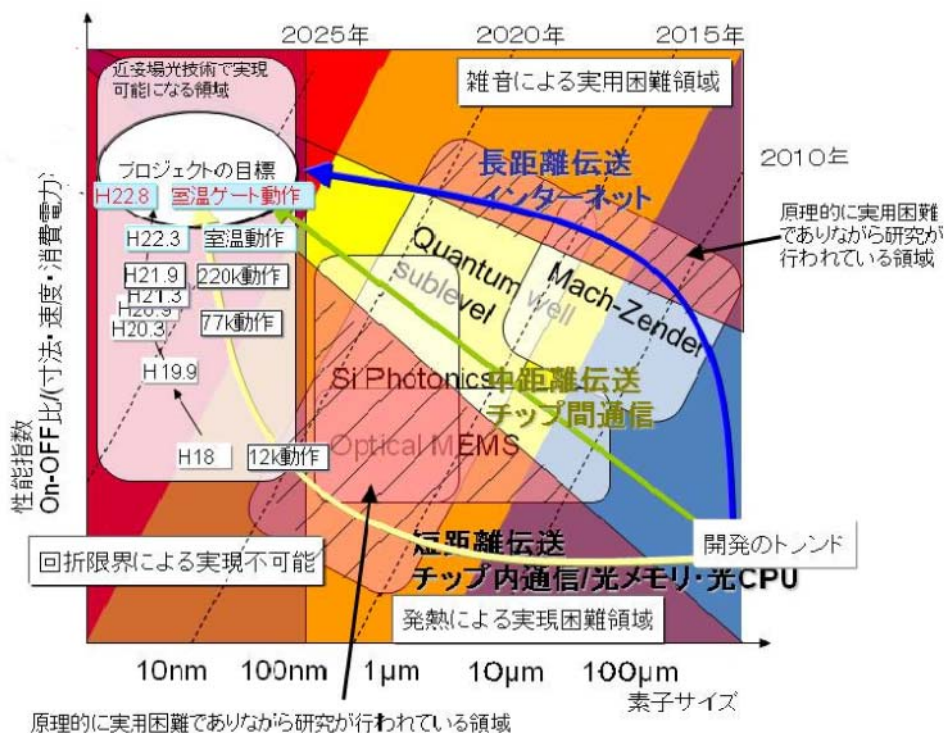 2025年
2020年
2015年
近接場光技術で実現
可能になる領域
雑音による実用困難領域
2010年
プロジェクトの目標
長距離伝送
インターネット
H22.8
室温ゲート動作
原理的に実用困難
でありながら研究が
行われている領域
H22.3
室温動作
Quantum well
sublevel
Mach-Zender
H21.9
220k動作
H21.3
H20.9
H20.3
77k動作
H19.9
Si Photonics
中距離伝送
チップ間通信
Optical MEMS
H18
12k動作
性能指数
On-OFF比/(寸法・速度・消費電力)
開発のトレンド
回折限界による実現不可能
短距離伝送
チップ内通信/光メモリ・光CPU
発熱による実現困難領域
10nm
100nm
1μm
10μm
100μm
素子サイズ
原理的に実用困難でありながら研究が行われている領域